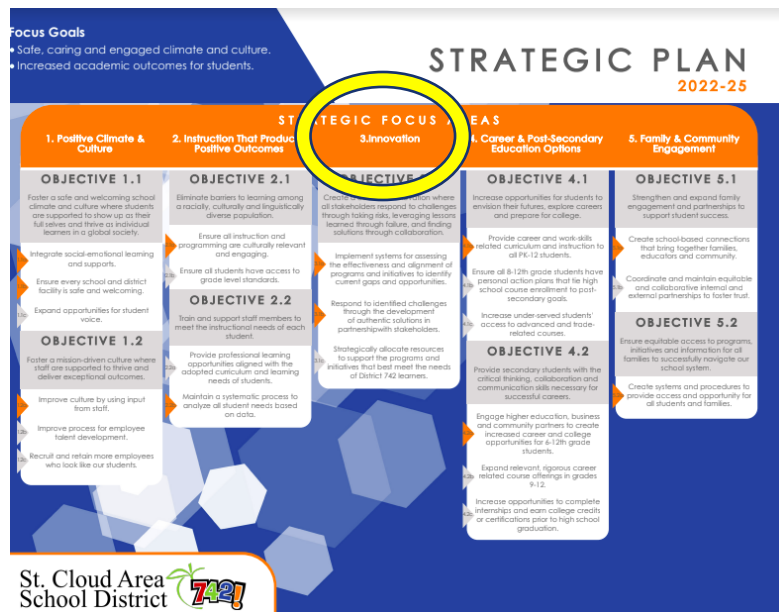 Focus Goals
• Safe, caring and engaged climate and culture.
• Increased academic outcomes for students.
STRATEGIC PLAN
2022-25
STRATEGIC FOCUS AREAS
1. Positive Climate &
Culture
OBJECTIVE 1.1
Foster a safe and welcoming school
climate and culture where students
are supported to show up as their
full selves and thrive as individual
learners in a global society.
Integrate social-emotional learning
and supports.
Ensure every school and district
facility is safe and welcoming.
Expand opportunities for student
voice.
OBJECTIVE 1.2
Foster a mission-driven culture where
staff are supported to thrive and
deliver exceptional outcomes.
Improve culture by using input
from staff.
Improve process for employee
talent development.
Recruit and retain more employees
who look like our students.
2. Instruction That Produc
Positive Outcomes
OBJECTIVE 2.1
Eliminate barriers to learning among
a racially, culturally and linguistically
diverse population.
Ensure all instruction and
programming are culturally relevant
and engaging.
Ensure all students have access to
grade level standards.
OBJECTIVE 2.2
Train and support staff members to
meet the instructional needs of each
student.
Provide professional learning
opportunities aligned with the
adopted curriculum and learning
needs of students.
Maintain a systematic process to
analyze all student needs based
on data.
3.Innovation
OBJECTIVE
Create a ovation where
all stakeholders respond to challenges
through taking risks, leveraging lessons
learned through failure, and finding
solutions through collaboration.
Implement systems for assessing
the effectiveness and alignment of
programs and initiatives to identify
current gaps and opportunities.
Respond to identified challenges
through the development
of authentic solutions in
partnershipwith stakeholders.
Strategically allocate resources
to support the programs and
initiatives that best meet the needs
of District 742 learners.
. Career & Post-Secondary
Education Options
OBJECTIVE 4.1
Increase opportunities for students to
envision their futures, explore careers
and prepare for college.
Provide career and work-skills
related curriculum and instruction to
all PK-12 students.
Ensure all 8-12th grade students have
personal action plans that tie high
school course enrollment to post-
secondary goals.
Increase under-served students'
access to advanced and trade-
related courses.
OBJECTIVE 4.2
Provide secondary students with the
critical thinking, collaboration and
communication skills necessary for
successful careers.
Engage higher education, business
and community partners to create
increased career and college
opportunities for 6-12th grade
students.
Expand relevant, rigorous career
related course offerings in grades
9-12.
Increase opportunities to complete
internships and earn college credits
or certifications prior to high school
graduation.
5. Family & Community
Engagement
OBJECTIVE 5.1
Strengthen and expand family
engagement and partnerships to
support student success.
Create school-based connections
that bring together families,
educators and community.
Coordinate and maintain equitable
and collaborative internal and
external partnerships to foster trust.
OBJECTIVE 5.2
Ensure equitable access to programs,
initiatives and information for all
families to successfully navigate our
school system.
Create systems and procedures to
provide access and opportunity for
all students and families.
St. Cloud Area
School District
742!